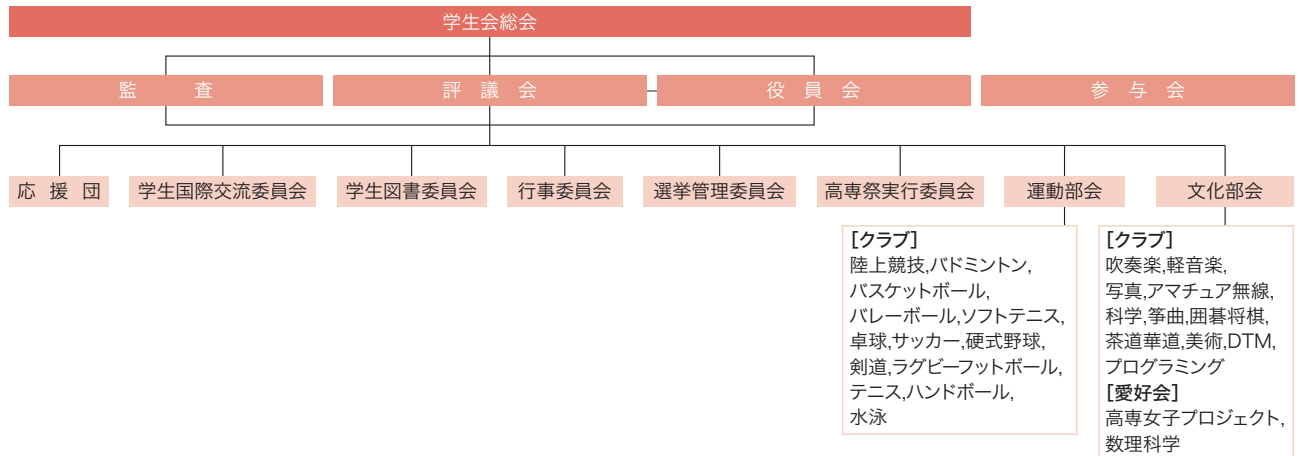 学生会総会
監査
評議会
役員会
参与会
応援団
学生国際交流委員会
学生図書委員会
行事委員会
選挙管理委員会
高専祭実行委員会
運動部会
文化部会
[クラブ]
陸上競技,バドミントン,
バスケットボール,
バレーボール,ソフトテニス,
卓球,サッカー,硬式野球,
剣道,ラグビーフットボール,
テニス,ハンドボール,
水泳
[クラブ]
吹奏楽,軽音楽,
写真,アマチュア無線,
科学,箏曲,囲碁将棋,
茶道華道,美術,DTM,
プログラミング
[愛好会]
高専女子プロジェクト,
数理科学